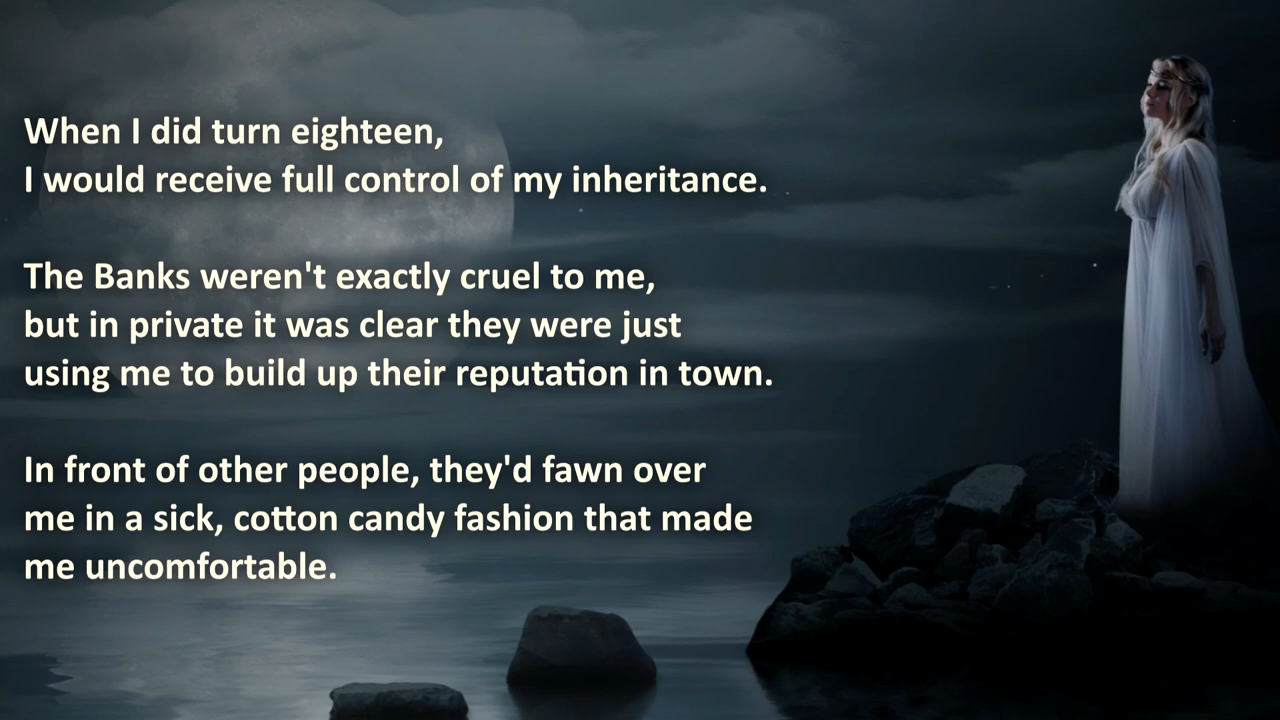 When I did turn eighteen,
I would receive full control of my inheritance.
The Banks weren't exactly cruel to me,
but in private it was clear they were just
using me to build up their reputation in town.
In front of other people, they'd fawn over
me in a sick, cotton candy fashion that made
me uncomfortable.